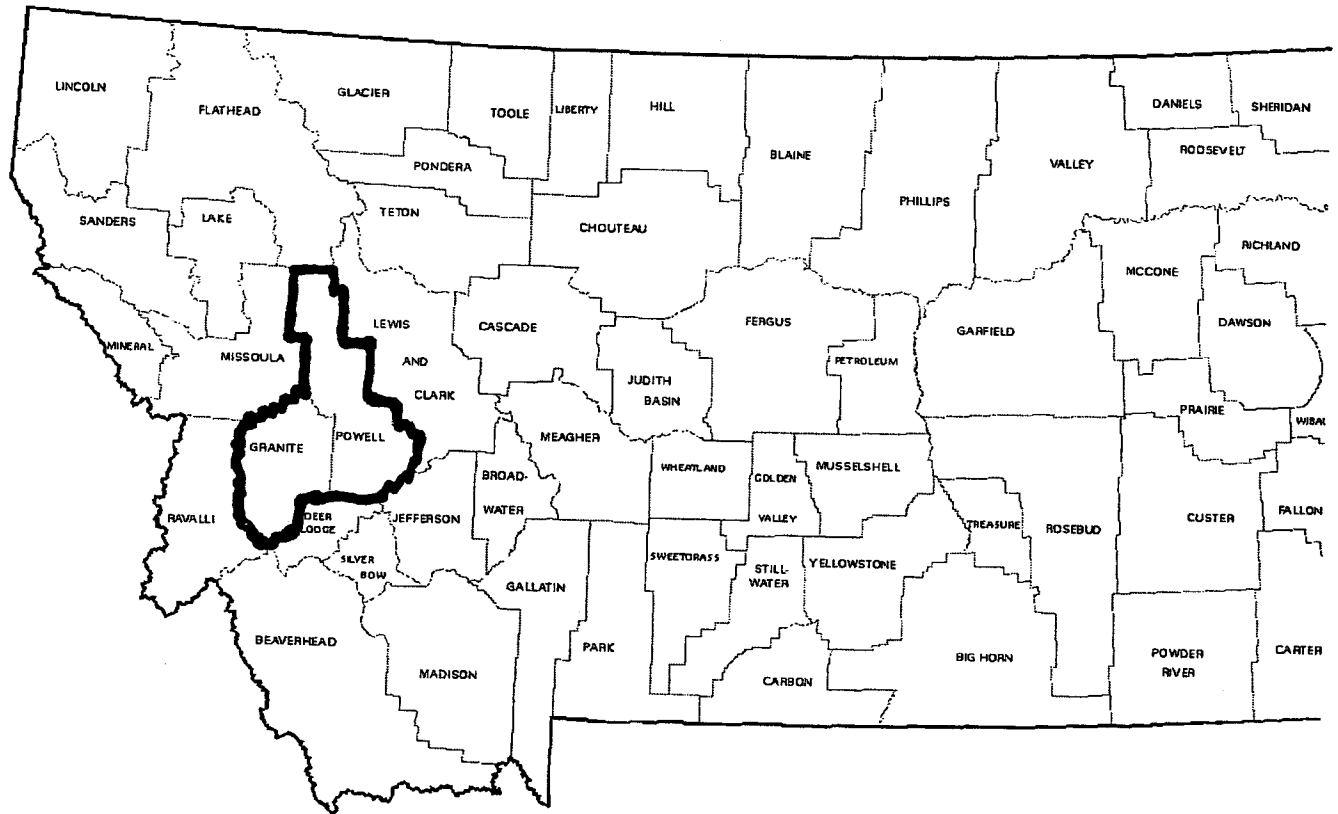 LINCOLN
FLATHEAD
GLACIER
TOOLE
LIBERTY
HILL
BLAINE
PHILLIPS
VALLEY
DANIELS
SHERIDAN
ROOSEVELT
PONDERA
TETON
CHOUTEAU
SANDERS
LAKE
RICHLAND
MCCONE
DAWSON
MINERAL
MISSOULA
LEWIS
AND
CLARK
CASCADE
JUDITH
BASIN
FERGUS
PETROLEUM
GARFIELD
PRAIRIE
GRANITE
POWELL
MEAGHER
WHEATLAND
GOLDEN
VALLEY
MUSSELSHELL
BROAD-
WATER
RAVALLI
DEER
LODGE
JEFFERSON
TREASURE
ROSEBUD
CUSTER
FALLON
SILVER
BOW
GALLATIN
SWEETGRASS
STILL-
WATER
YELLOWSTONE
BEAVERHEAD
MADISON
PARK
CARBON
BIG HORN
POWDER
RIVER
CARTER